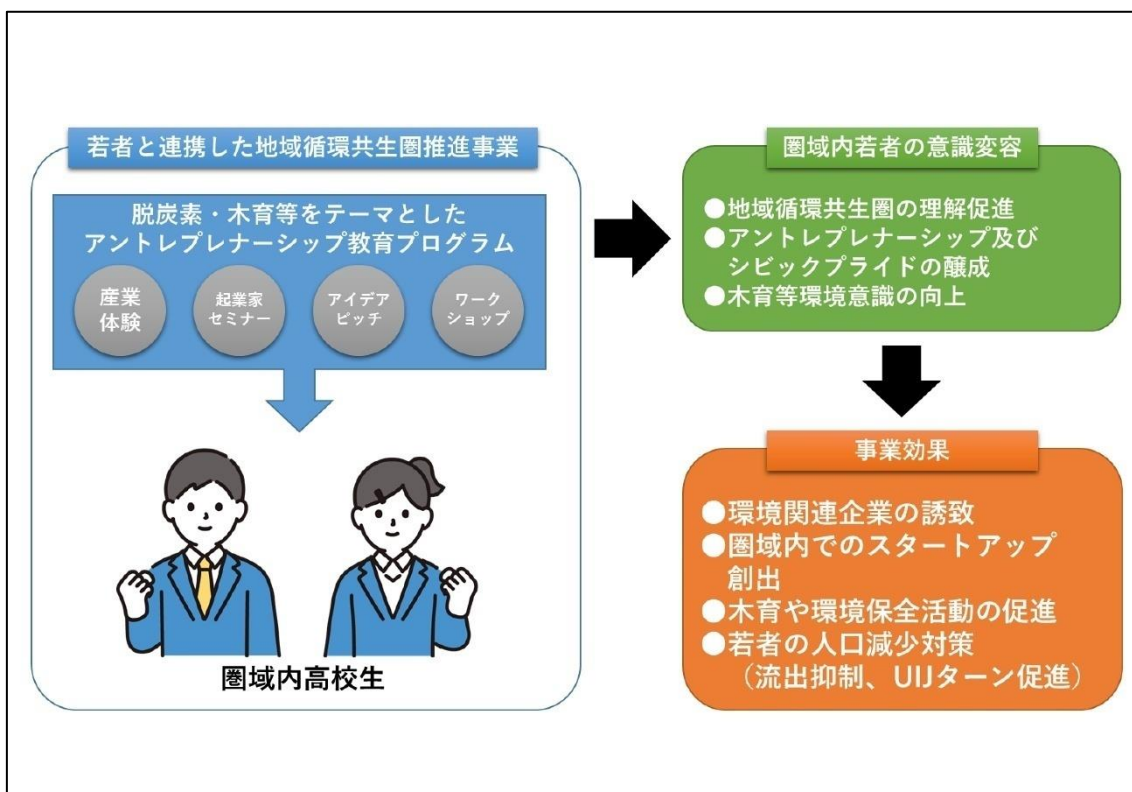 若者と連携した地域循環共生圏推進事業
脱炭素・木育等をテーマとした
アントレプレナーシップ教育プログラム
産業
体験
起業家
セミナー
アイデア
ピッチ
ワーク
ショップ
圏域内高校生
圏域内若者の意識変容
●地域循環共生圏の理解促進
●アントレプレナーシップ及び
シビックプライドの醸成
●木育等環境意識の向上
事業効果
●環境関連企業の誘致
●圏域内でのスタートアップ
創出
●木育や環境保全活動の促進
●若者の人口減少対策
（流出抑制、UIJターン促進）